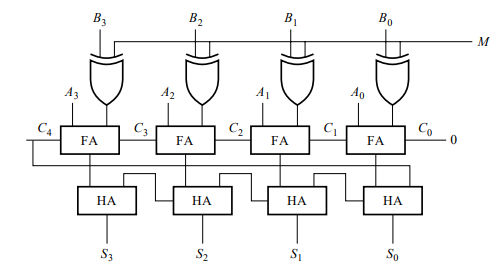 B₃ B₂ B₁ B₀
M
A₃ A₂ A₁ A₀
C₄ C₃ C₂ C₁ C₀
FA FA FA FA 0
HA HA HA HA
S₃ S₂ S₁ S₀